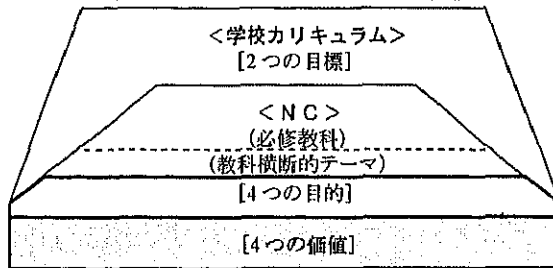 <学校カリキュラム>
[2つの目標]
<NC>
(必修教科)
(教科横断的テーマ)
[4つの目的]
[4つの価値]